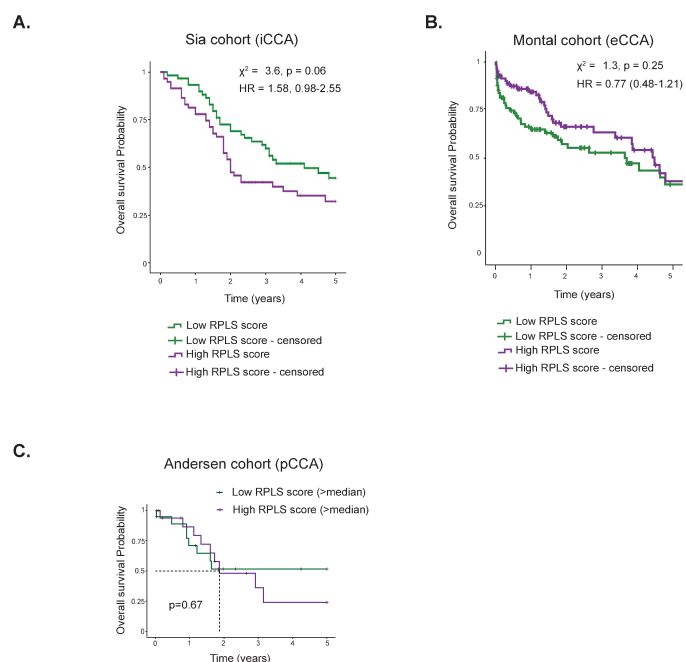 A.
Sia cohort (iCCA)
χ² = 3.6, p = 0.06
HR = 1.58, 0.98-2.55
Overall survival Probability
1
0.75
0.5
0.25
0
0 1 2 3 4 5
Time (years)
Low RPLS score
Low RPLS score - censored
High RPLS score
High RPLS score - censored
B.
Montal cohort (eCCA)
χ² = 1.3, p = 0.25
HR = 0.77 (0.48-1.21)
Overall survival Probability
1
0.75
0.5
0.25
0
0 1 2 3 4 5
Time (years)
Low RPLS score
Low RPLS score - censored
High RPLS score
High RPLS score - censored
C.
Andersen cohort (pCCA)
Low RPLS score (>median)
High RPLS score (>median)
Overall survival Probability
1
0.75
0.5
0.25
0
p=0.67
0 1 2 3 4 5
Time (years)